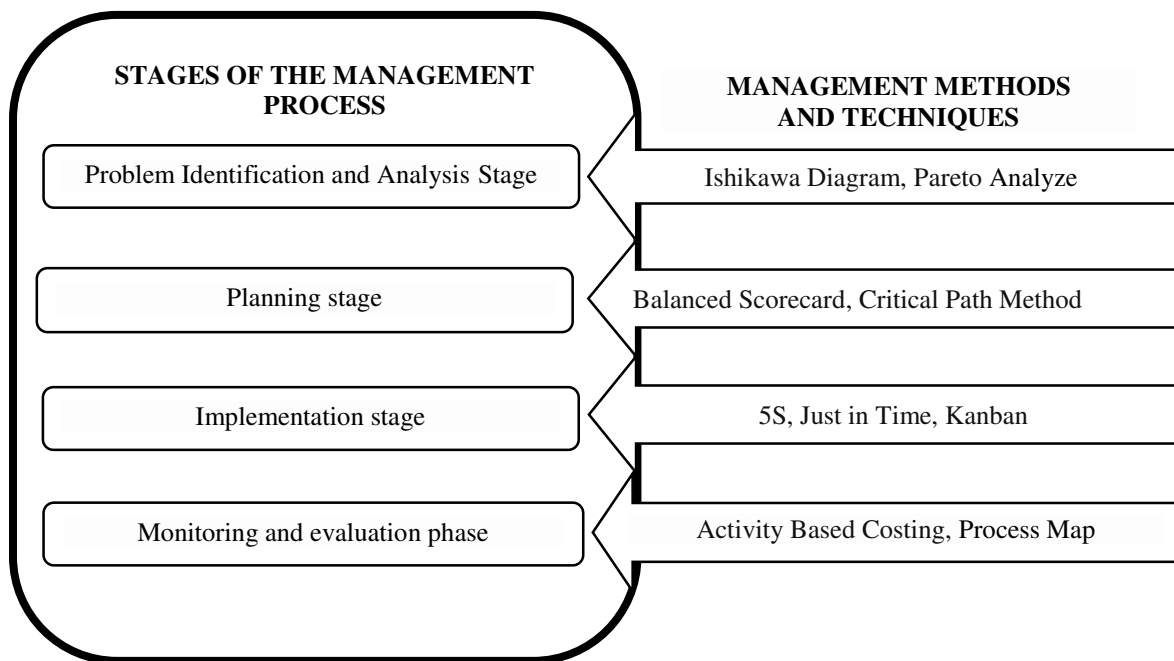 STAGES OF THE MANAGEMENT
PROCESS
MANAGEMENT METHODS
AND TECHNIQUES
Problem Identification and Analysis Stage
Ishikawa Diagram, Pareto Analyze
Planning stage
Balanced Scorecard, Critical Path Method
Implementation stage
5S, Just in Time, Kanban
Monitoring and evaluation phase
Activity Based Costing, Process Map